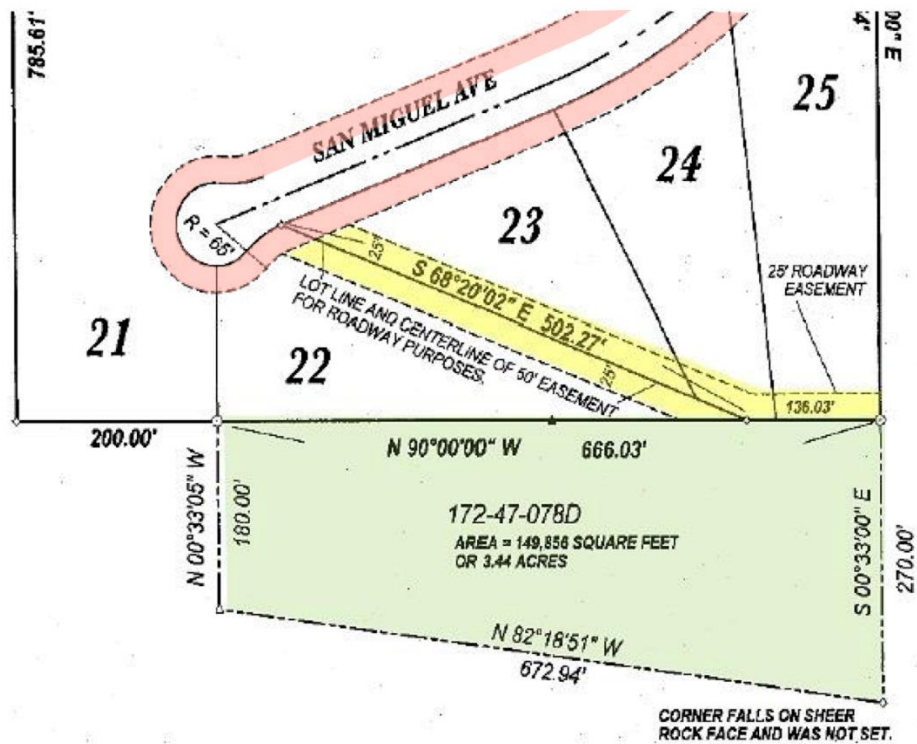 785.61'
4'
00" E
SAN MIGUEL AVE
25
24
23
R = 65'
25'
S 68°20'02" E 502.27'
25' ROADWAY
EASEMENT
LOT LINE AND CENTERLINE OF 50' EASEMENT
FOR ROADWAY PURPOSES.
25'
21
22
136.03'
200.00'
N 90°00'00" W 666.03'
N 00°33'05" W
180.00'
172-47-078D
AREA = 149,856 SQUARE FEET
OR 3.44 ACRES
S 00°33'00" E
270.00'
N 82°18'51" W
672.94'
CORNER FALLS ON SHEER
ROCK FACE AND WAS NOT SET.